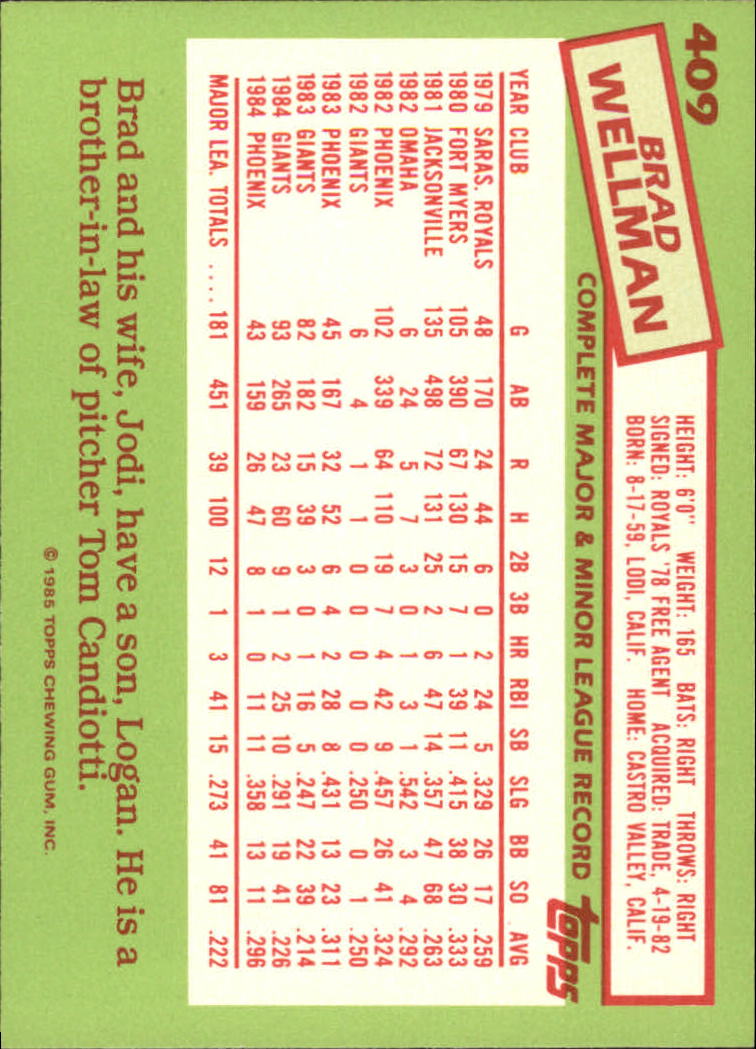 409
BRAD
WELLMAN
HEIGHT: 6'0" WEIGHT: 165 BATS: RIGHT THROWS: RIGHT
SIGNED: ROYALS '78 FREE AGENT ACQUIRED: TRADE, 4-19-82
BORN: 8-17-59, LODI, CALIF. HOME: CASTRO VALLEY, CALIF.
COMPLETE MAJOR & MINOR LEAGUE RECORD topps
YEAR CLUB G AB R H 2B 3B HR RBI SB SLG BB SO AVG
1979 SARAS. ROYALS 48 170 24 44 6 0 2 24 5 .329 26 17 .259
1980 FORT MYERS 105 390 67 130 15 7 1 39 11 .415 38 30 .333
1981 JACKSONVILLE 135 498 72 131 25 2 6 47 14 .357 47 68 .263
1982 OMAHA 6 24 5 7 3 0 1 3 1 .542 3 4 .292
1982 PHOENIX 102 339 64 110 19 7 4 42 9 .457 26 41 .324
1982 GIANTS 6 4 1 1 0 0 0 0 0 .250 0 1 .250
1983 PHOENIX 45 167 32 52 6 4 2 28 8 .431 13 23 .311
1983 GIANTS 82 182 15 39 3 0 1 16 5 .247 22 39 .214
1984 GIANTS 93 265 23 60 9 1 2 25 10 .291 19 41 .226
1984 PHOENIX 43 159 26 47 8 1 0 11 11 .358 13 11 .296
MAJOR LEA. TOTALS .... 181 451 39 100 12 1 3 41 15 .273 41 81 .222
Brad and his wife, Jodi, have a son, Logan. He is a
brother-in-law of pitcher Tom Candiotti.
© 1985 TOPPS CHEWING GUM, INC.